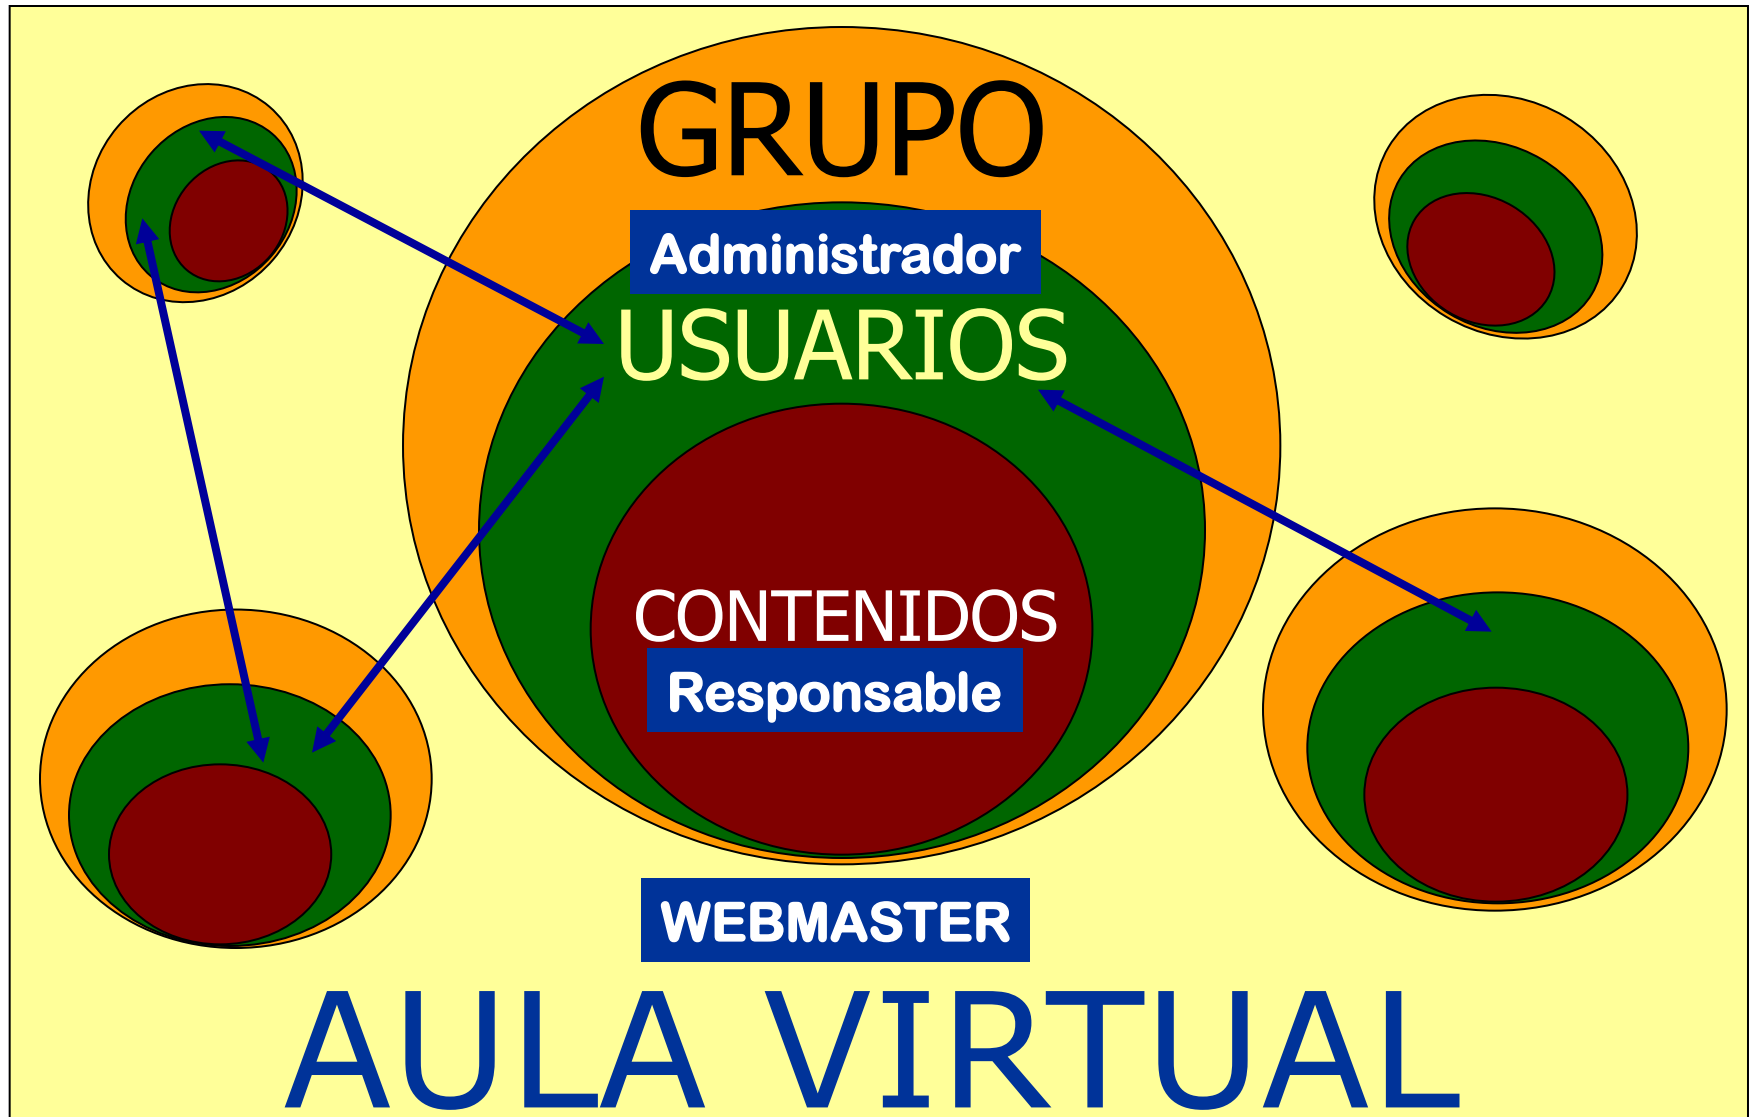 GRUPO
Administrador
USUARIOS
CONTENIDOS
Responsable
WEBMASTER
AULA VIRTUAL